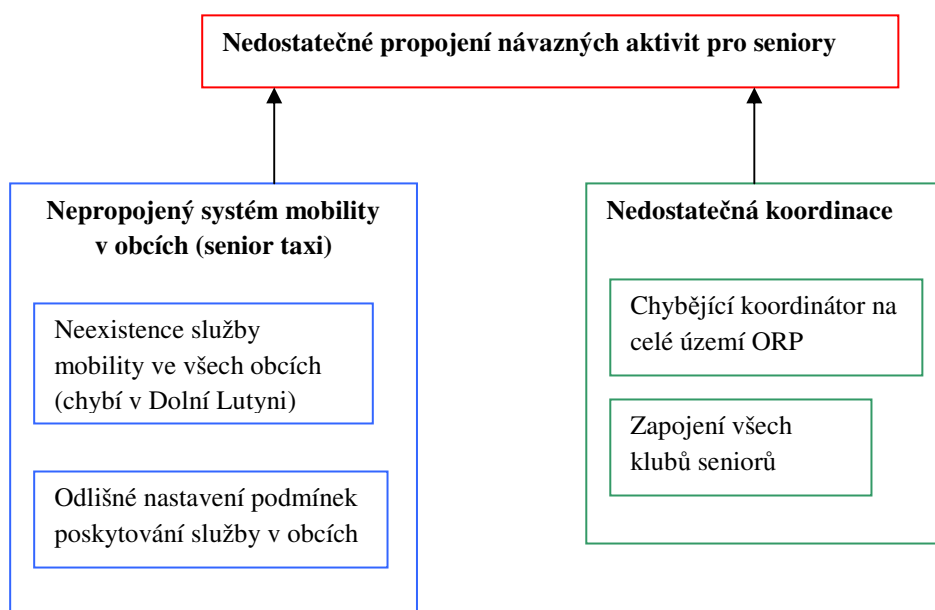 Nedostatečné propojení návazných aktivit pro seniory
Nepropojený systém mobility
v obcích (senior taxi)
Neexistence služby
mobility ve všech obcích
(chybí v Dolní Lutyni)
Odlišné nastavení podmínek
poskytování služby v obcích
Nedostatečná koordinace
Chybějící koordinátor na
celé území ORP
Zapojení všech
klubů seniorů